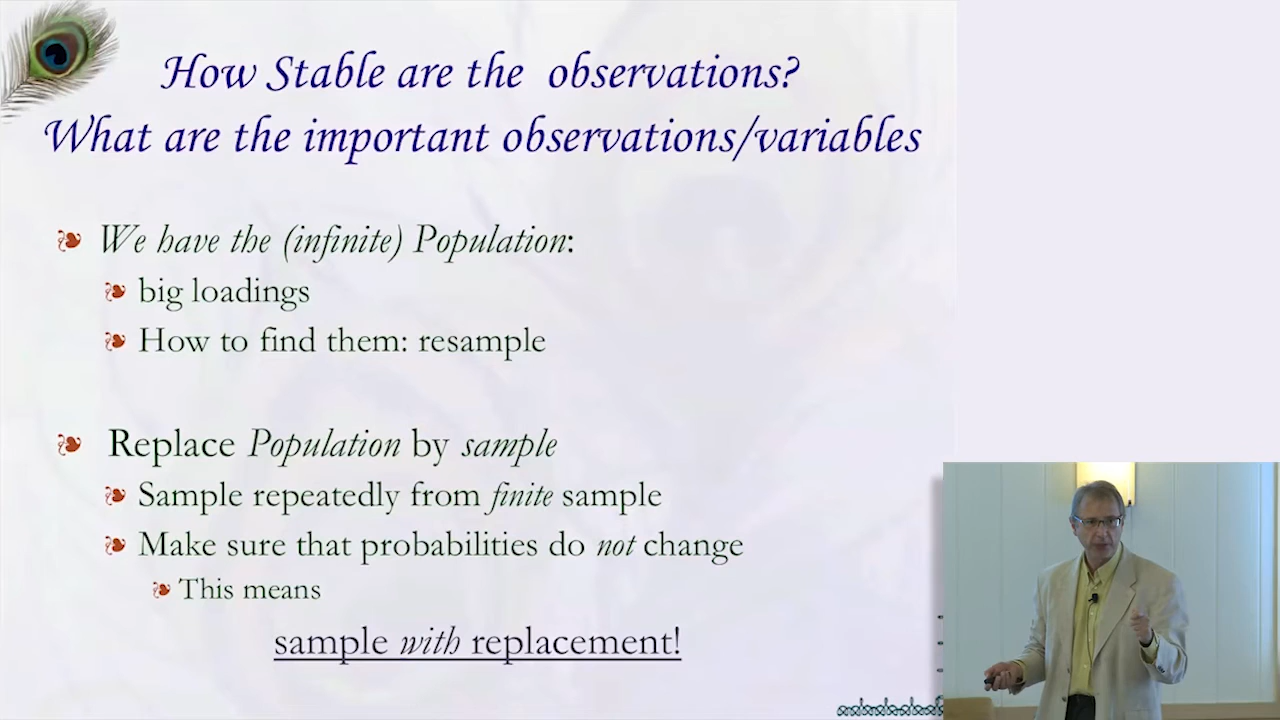 How Stable are the observations?
What are the important observations/variables
We have the (infinite) Population:
big loadings
How to find them: resample
Replace Population by sample
Sample repeatedly from finite sample
Make sure that probabilities do not change
This means
sample with replacement!